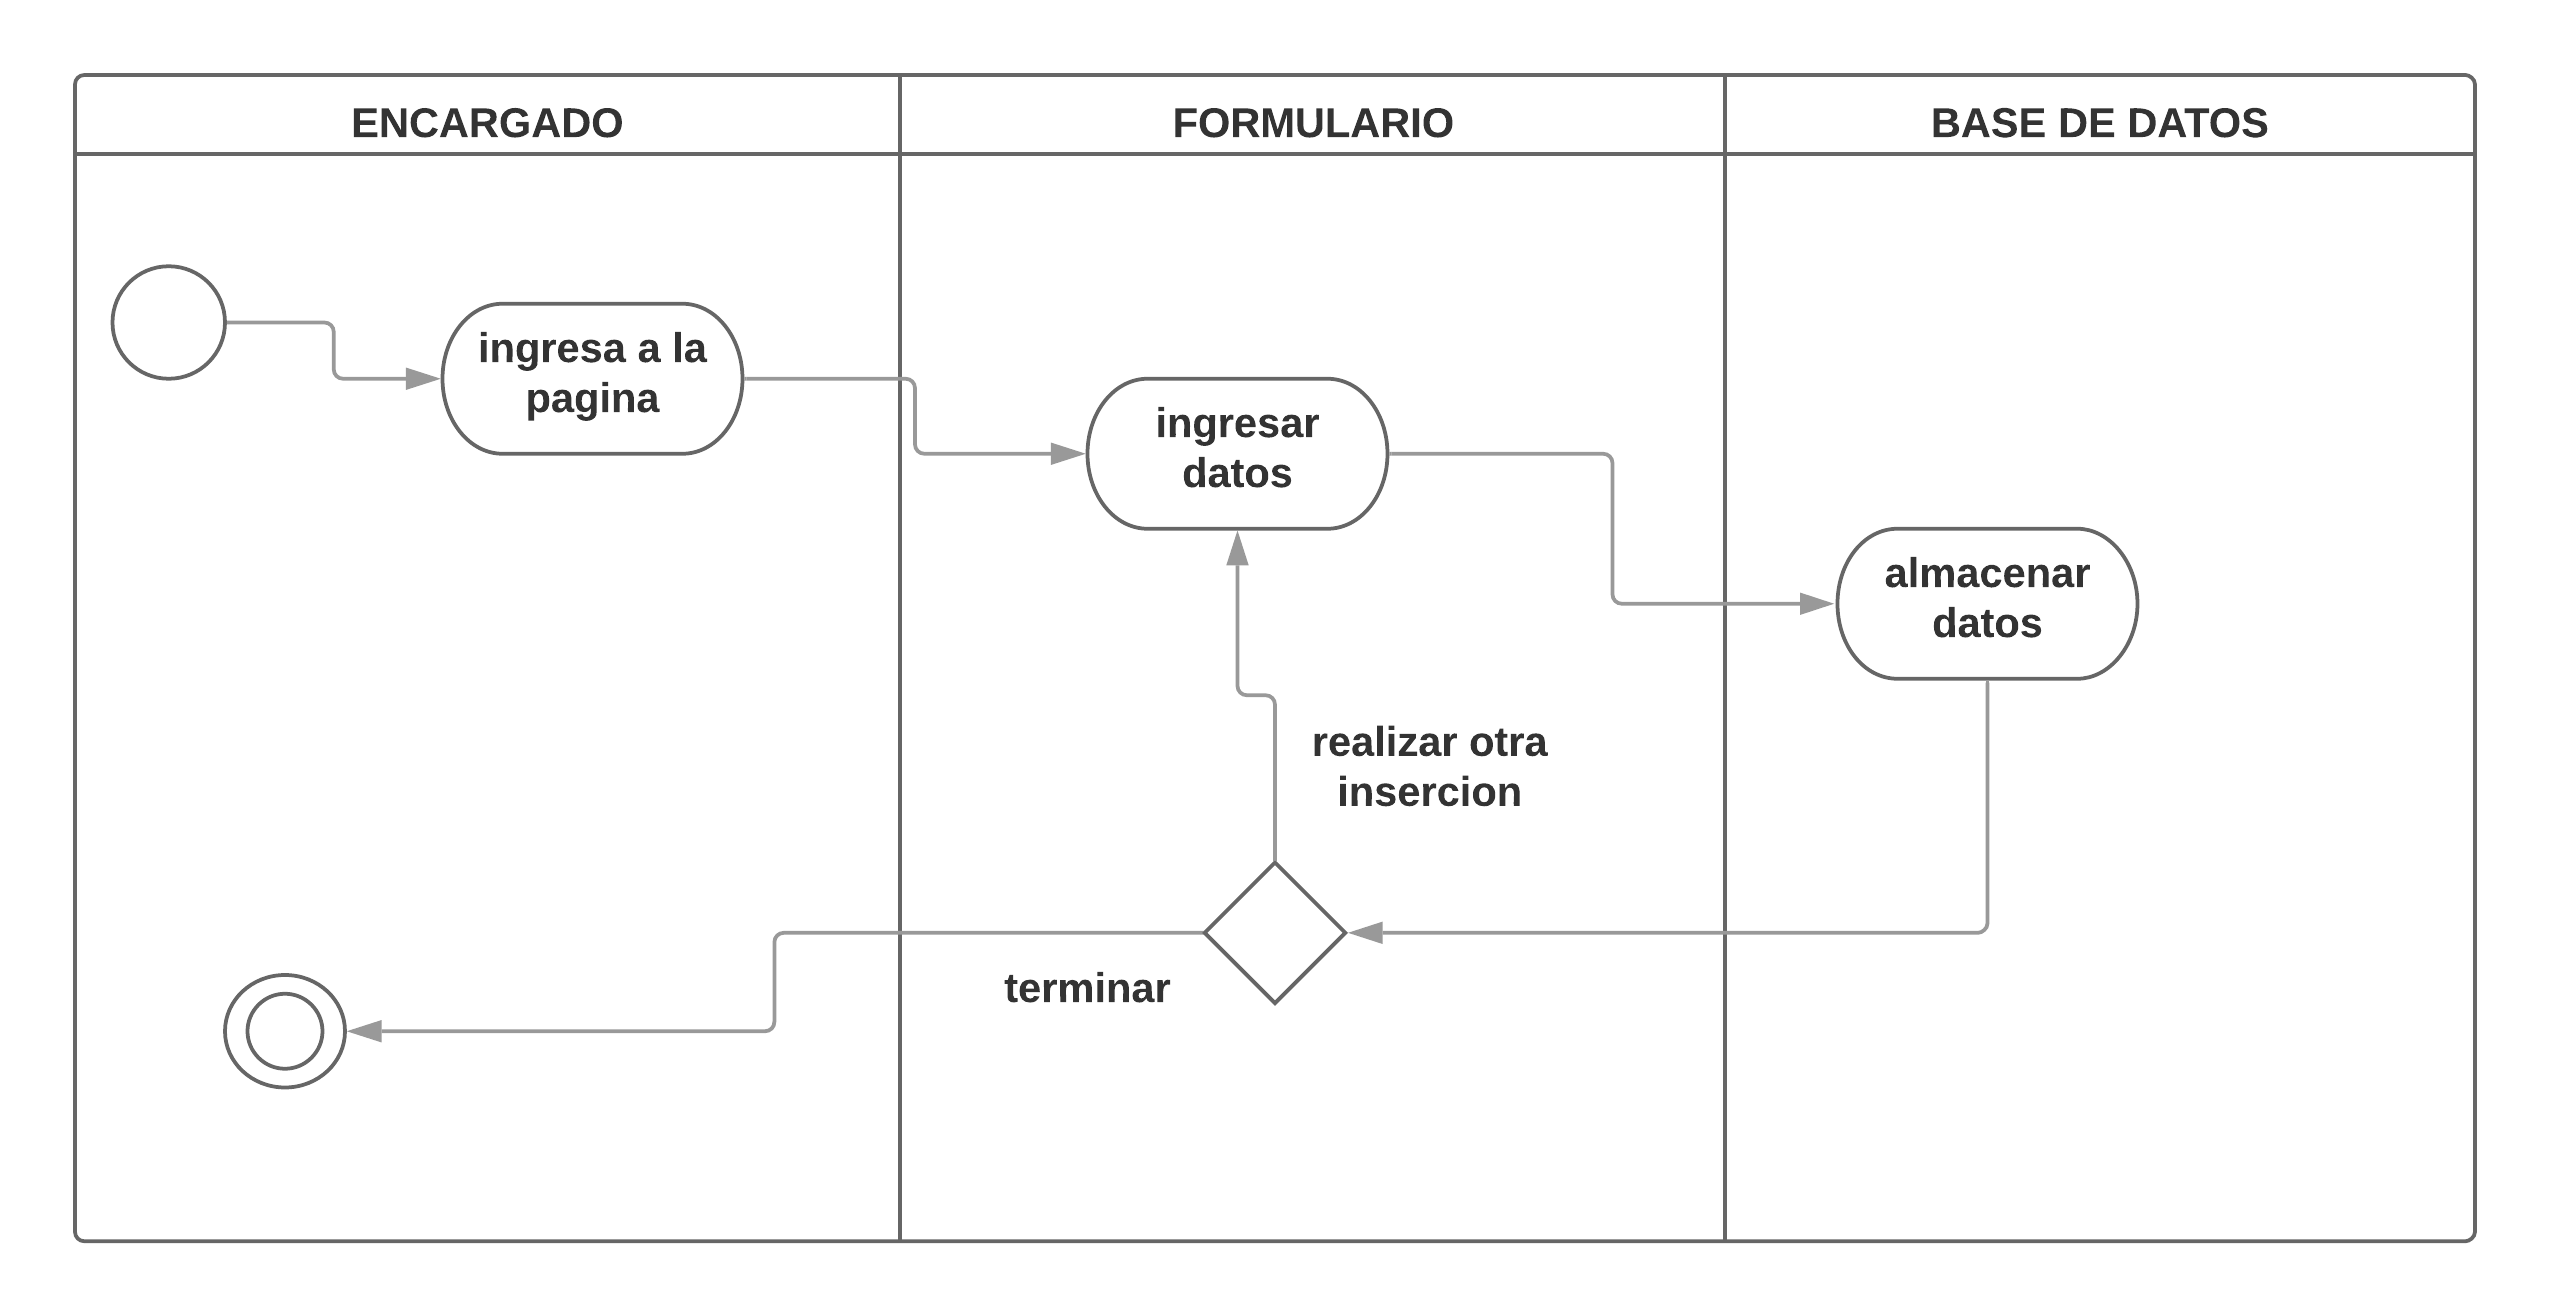 ENCARGADO
FORMULARIO
BASE DE DATOS
ingresa a la
pagina
ingresar
datos
almacenar
datos
realizar otra
insercion
terminar